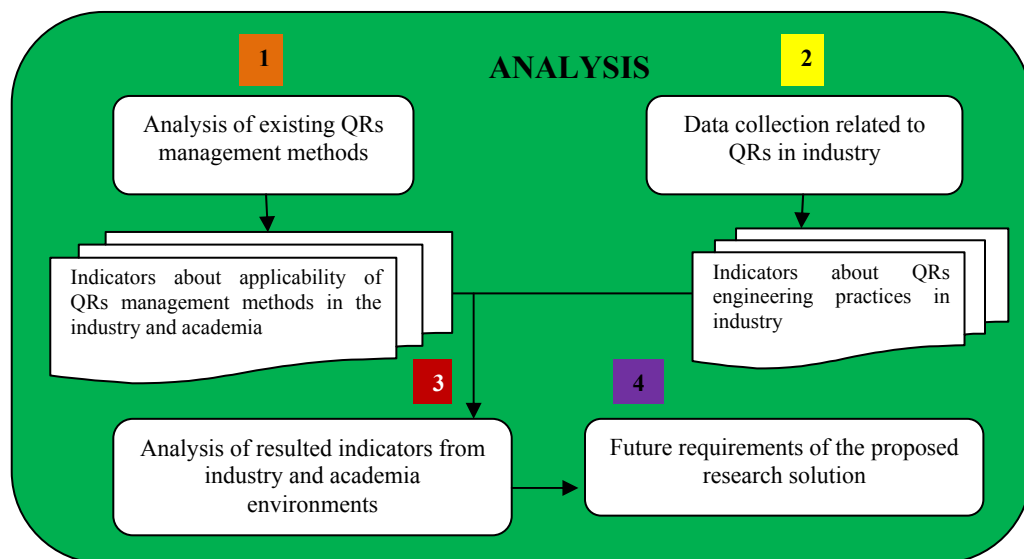 1
ANALYSIS
2
Analysis of existing QRs
management methods
Data collection related to
QRs in industry
Indicators about applicability of
QRs management methods in the
industry and academia
Indicators about QRs
engineering practices in
industry
3
4
Analysis of resulted indicators from
industry and academia
environments
Future requirements of the proposed
research solution